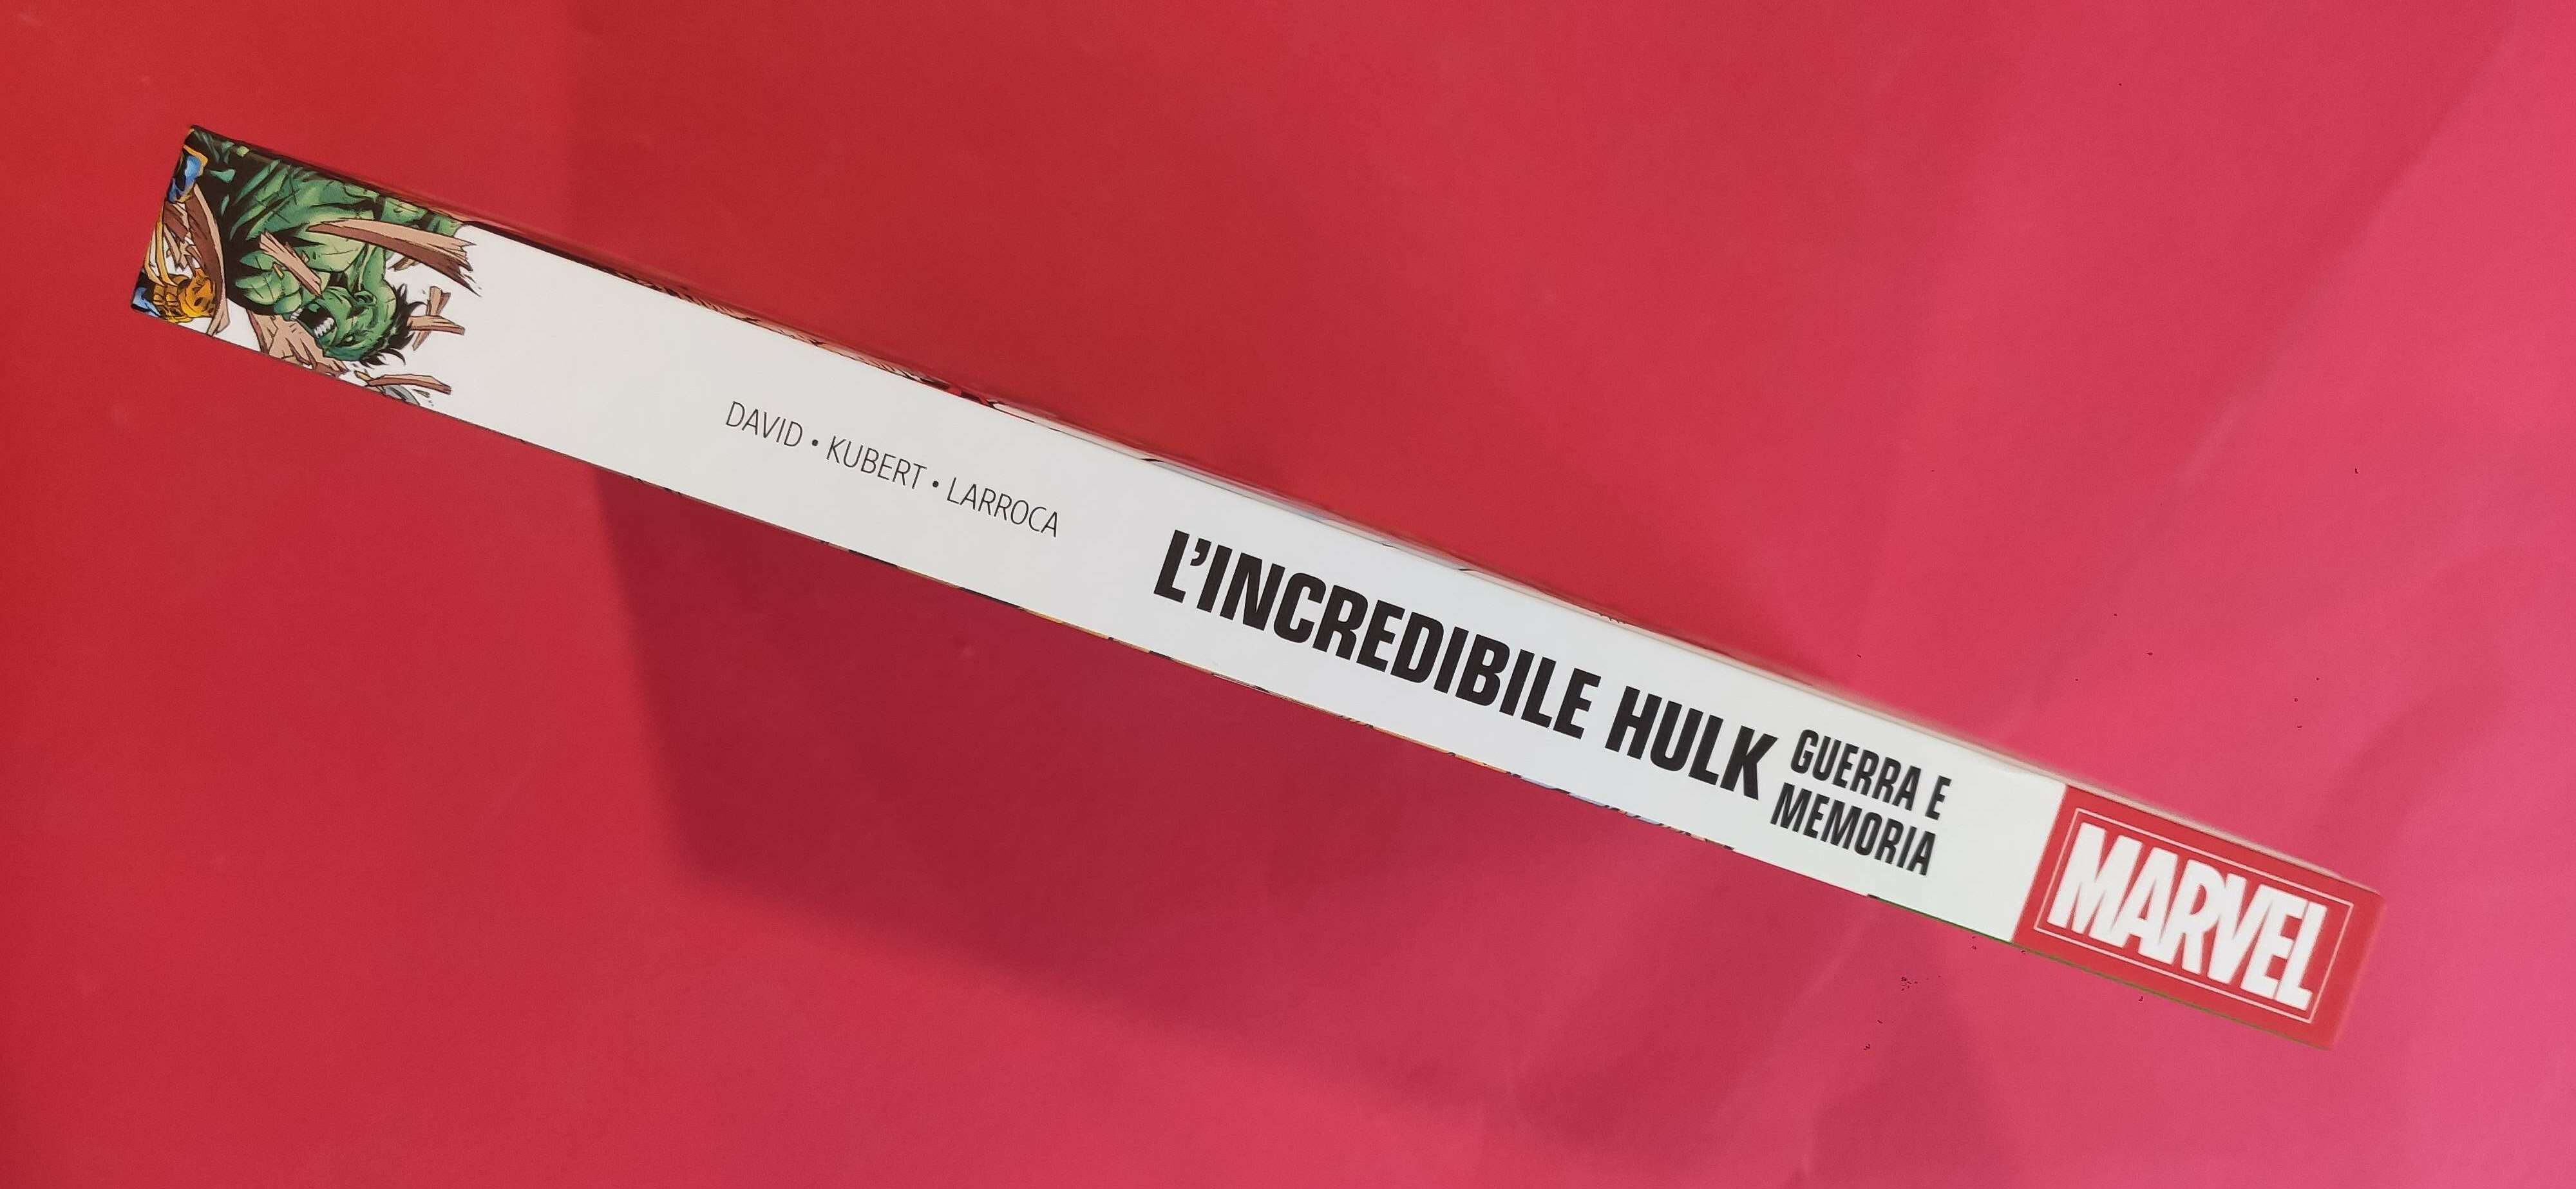 DAVID • KUBERT • LARROCA
L'INCREDIBILE HULK
GUERRA E
MEMORIA
MARVEL